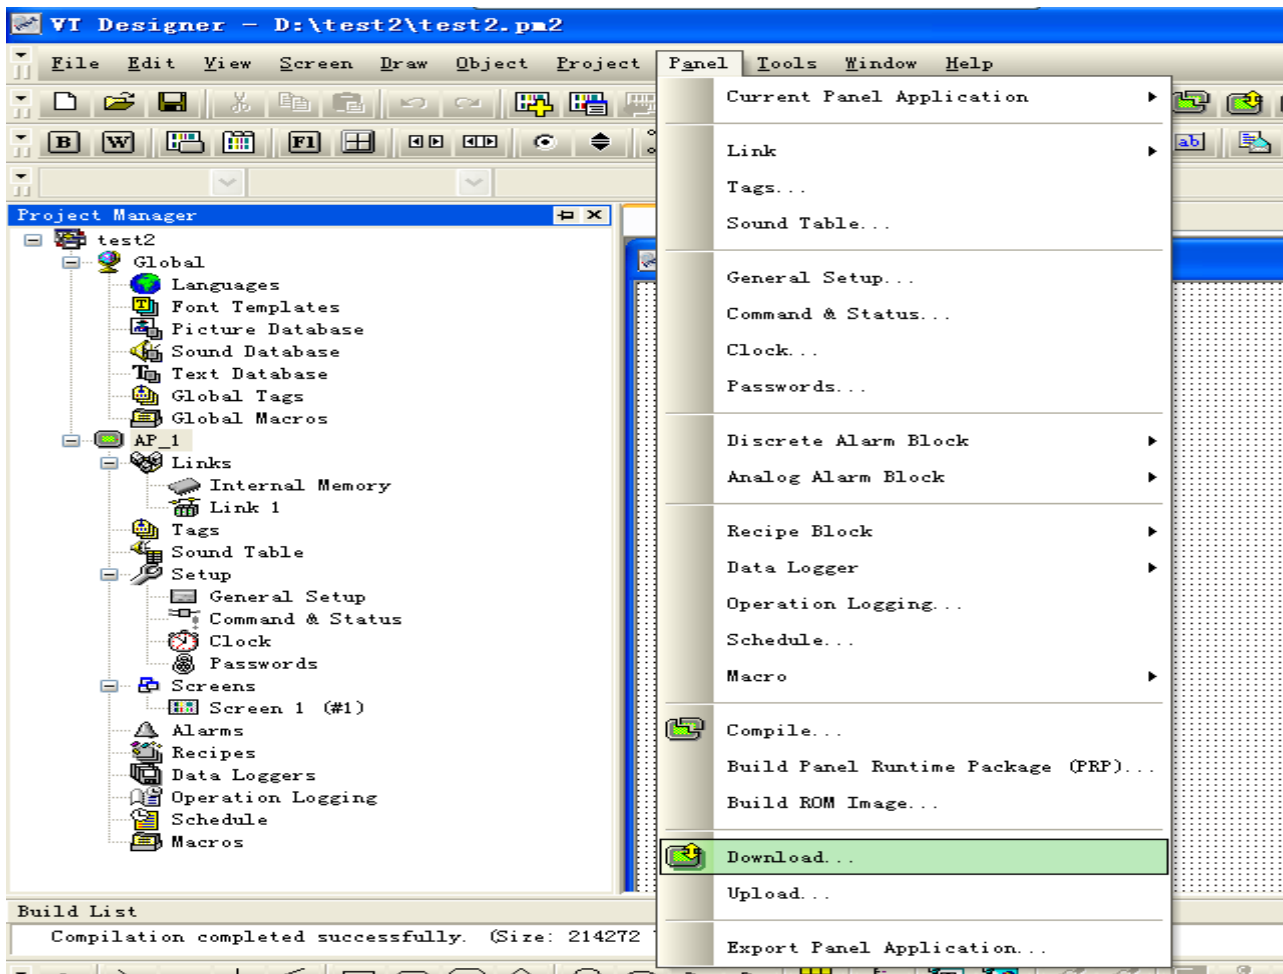 VT Designer - D:\test2\test2.pm2
File Edit View Screen Draw Object Project Panel Tools Window Help
B W F1 ab
Project Manager
test2
Global
Languages
Font Templates
Picture Database
Sound Database
Text Database
Global Tags
Global Macros
AP_1
Links
Internal Memory
Link 1
Tags
Sound Table
Setup
General Setup
Command & Status
Clock
Passwords
Screens
Screen 1 (#1)
Alarms
Recipes
Data Loggers
Operation Logging
Schedule
Macros
Current Panel Application
Link
Tags...
Sound Table...
General Setup...
Command & Status...
Clock...
Passwords...
Discrete Alarm Block
Analog Alarm Block
Recipe Block
Data Logger
Operation Logging...
Schedule...
Macro
Compile...
Build Panel Runtime Package (PRP)...
Build ROM Image...
Download...
Upload...
Export Panel Application...
Build List
Compilation completed successfully. (Size: 214272